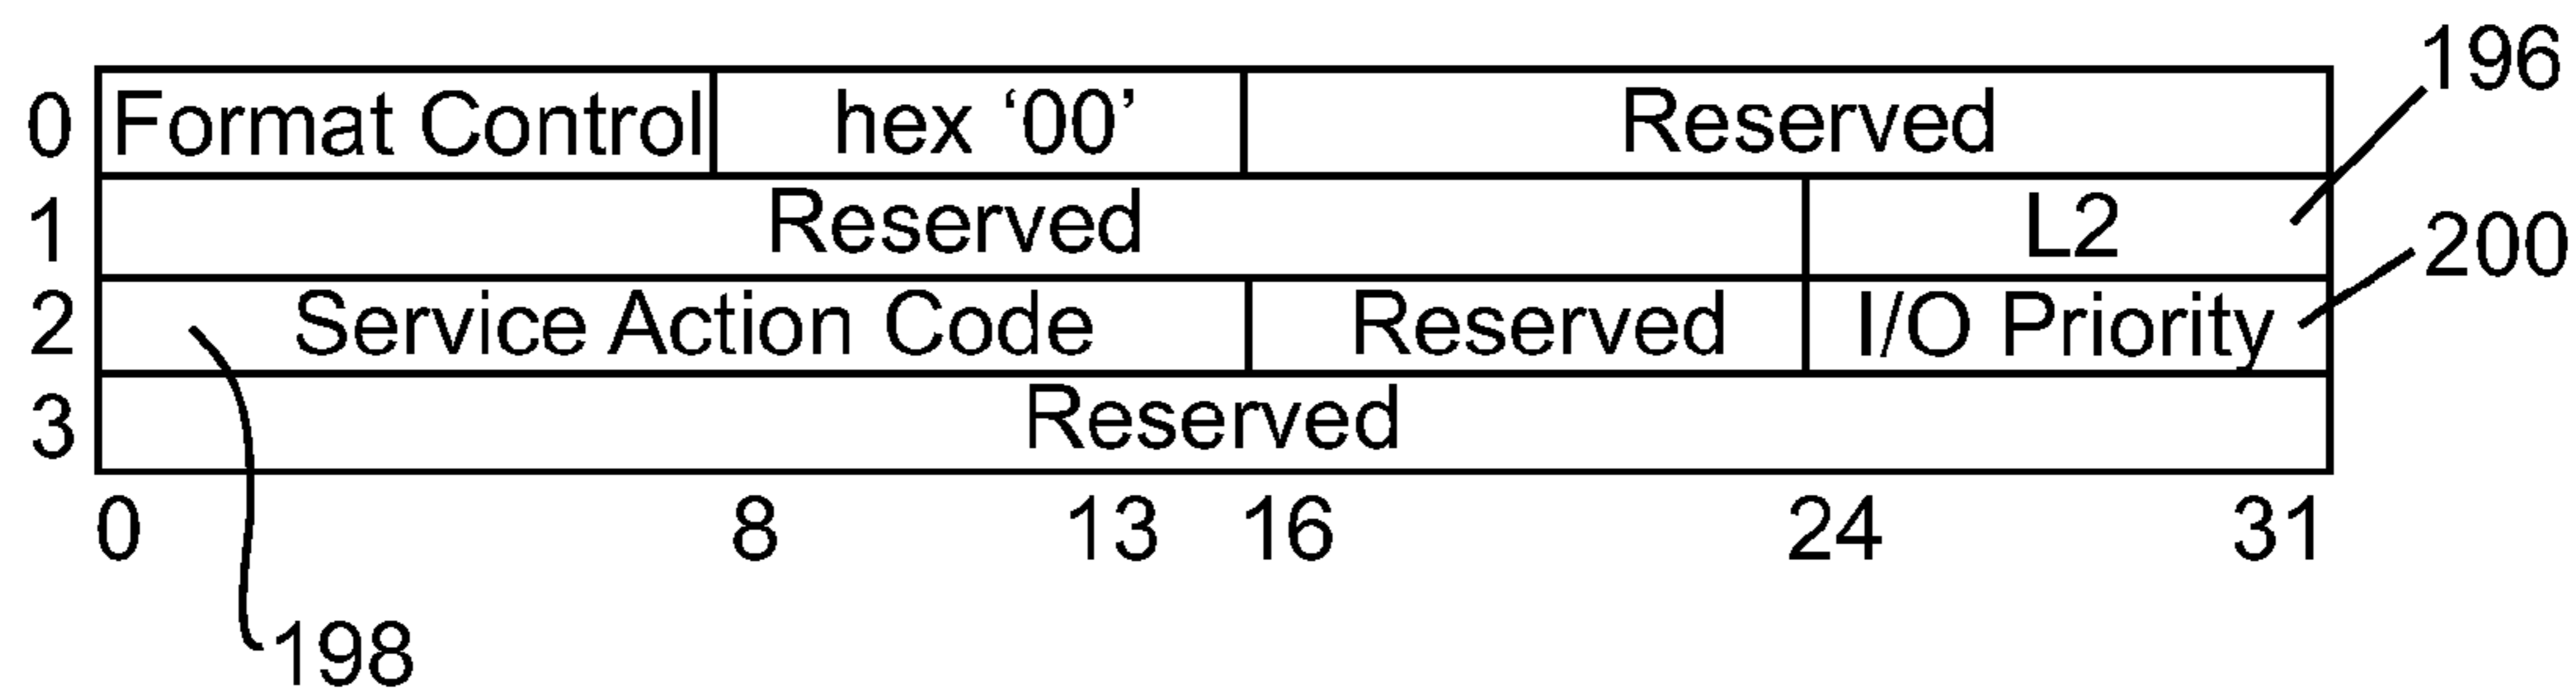 196
0 Format Control hex ‘00’ Reserved
1 Reserved L2
200
2 Service Action Code Reserved I/O Priority
3 Reserved
0 8 13 16 24 31
198